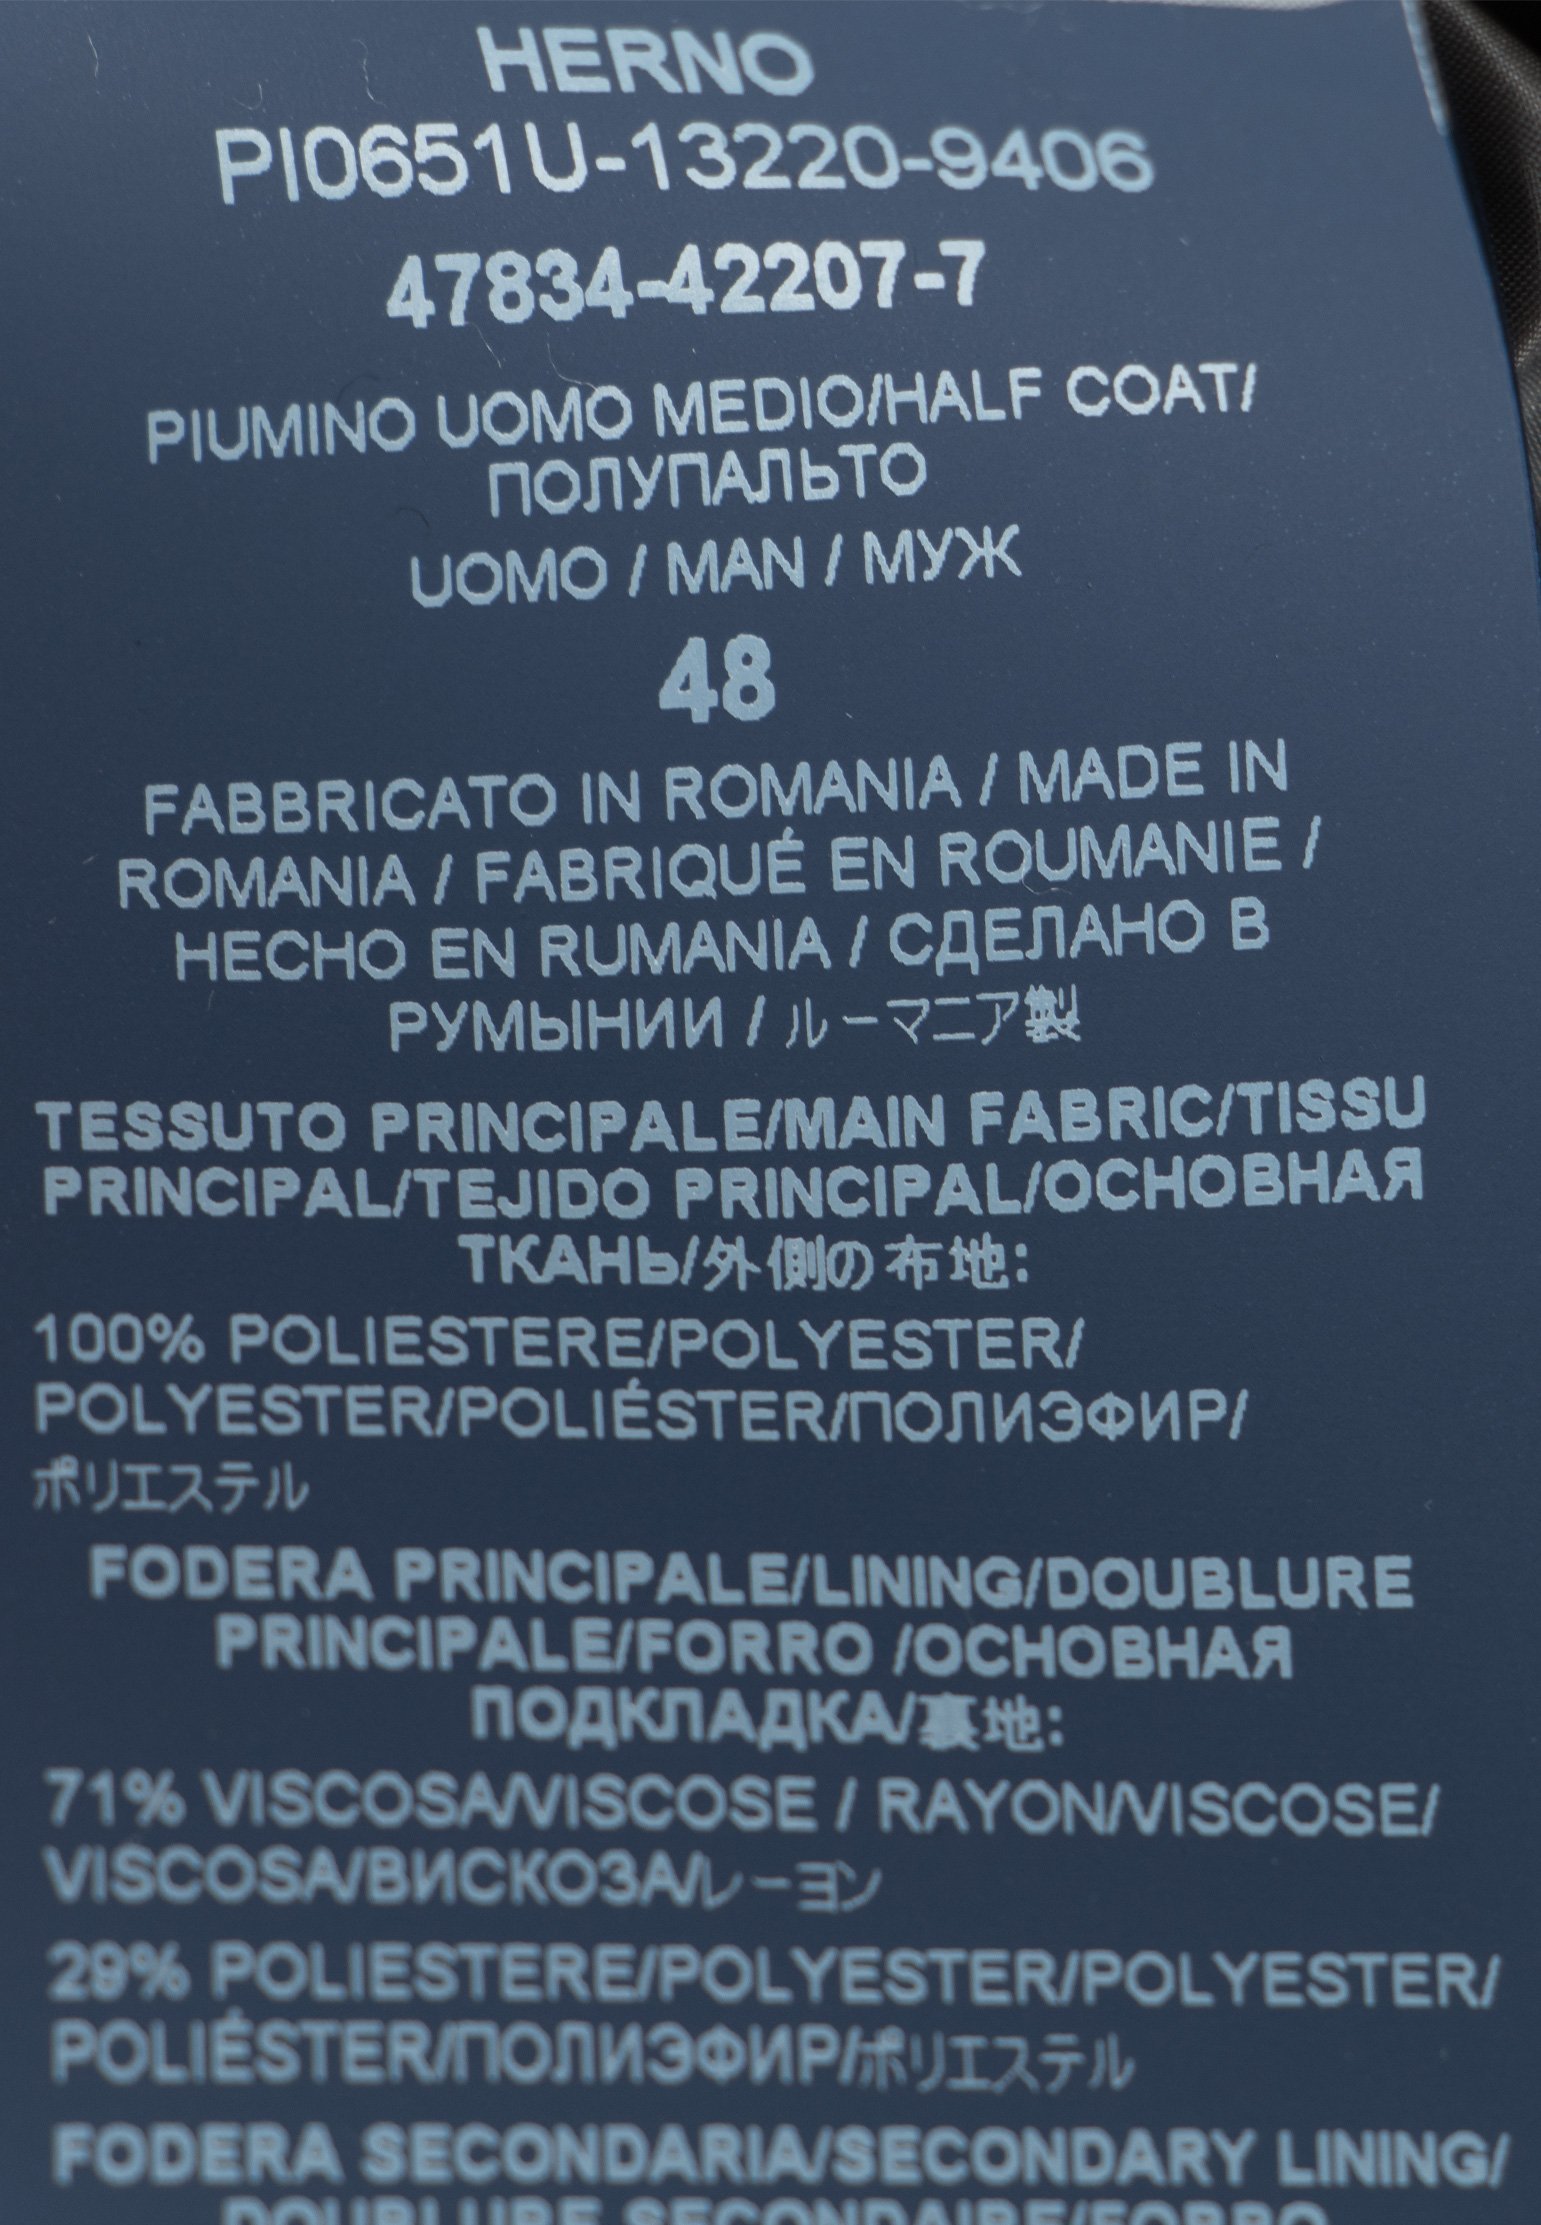 HERNO
PI0651U-13220-9406
47834-42207-7
PIUMINO UOMO MEDIO/HALF COAT/
ПОЛУПАЛЬТО
UOMO / MAN / МУЖ
48
FABBRICATO IN ROMANIA / MADE IN
ROMANIA / FABRIQUÉ EN ROUMANIE /
HECHO EN RUMANIA / СДЕЛАНО В
РУМЫНИИ / ルーマニア製
TESSUTO PRINCIPALE/MAIN FABRIC/TISSU
PRINCIPAL/TEJIDO PRINCIPAL/ОСНОВНАЯ
ТКАНЬ/外側の布地:
100% POLIESTERE/POLYESTER/
POLYESTER/POLIÉSTER/ПОЛИЭФИР/
ポリエステル
FODERA PRINCIPALE/LINING/DOUBLURE
PRINCIPALE/FORRO /ОСНОВНАЯ
ПОДКЛАДКА/裏地:
71% VISCOSA/VISCOSE / RAYON/VISCOSE/
VISCOSA/ВИСКОЗА/レーヨン
29% POLIESTERE/POLYESTER/POLYESTER/
POLIÉSTER/ПОЛИЭФИР/ポリエステル
FODERA SECONDARIA/SECONDARY LINING/
DOUBLURE SECONDAIRE/FORRO